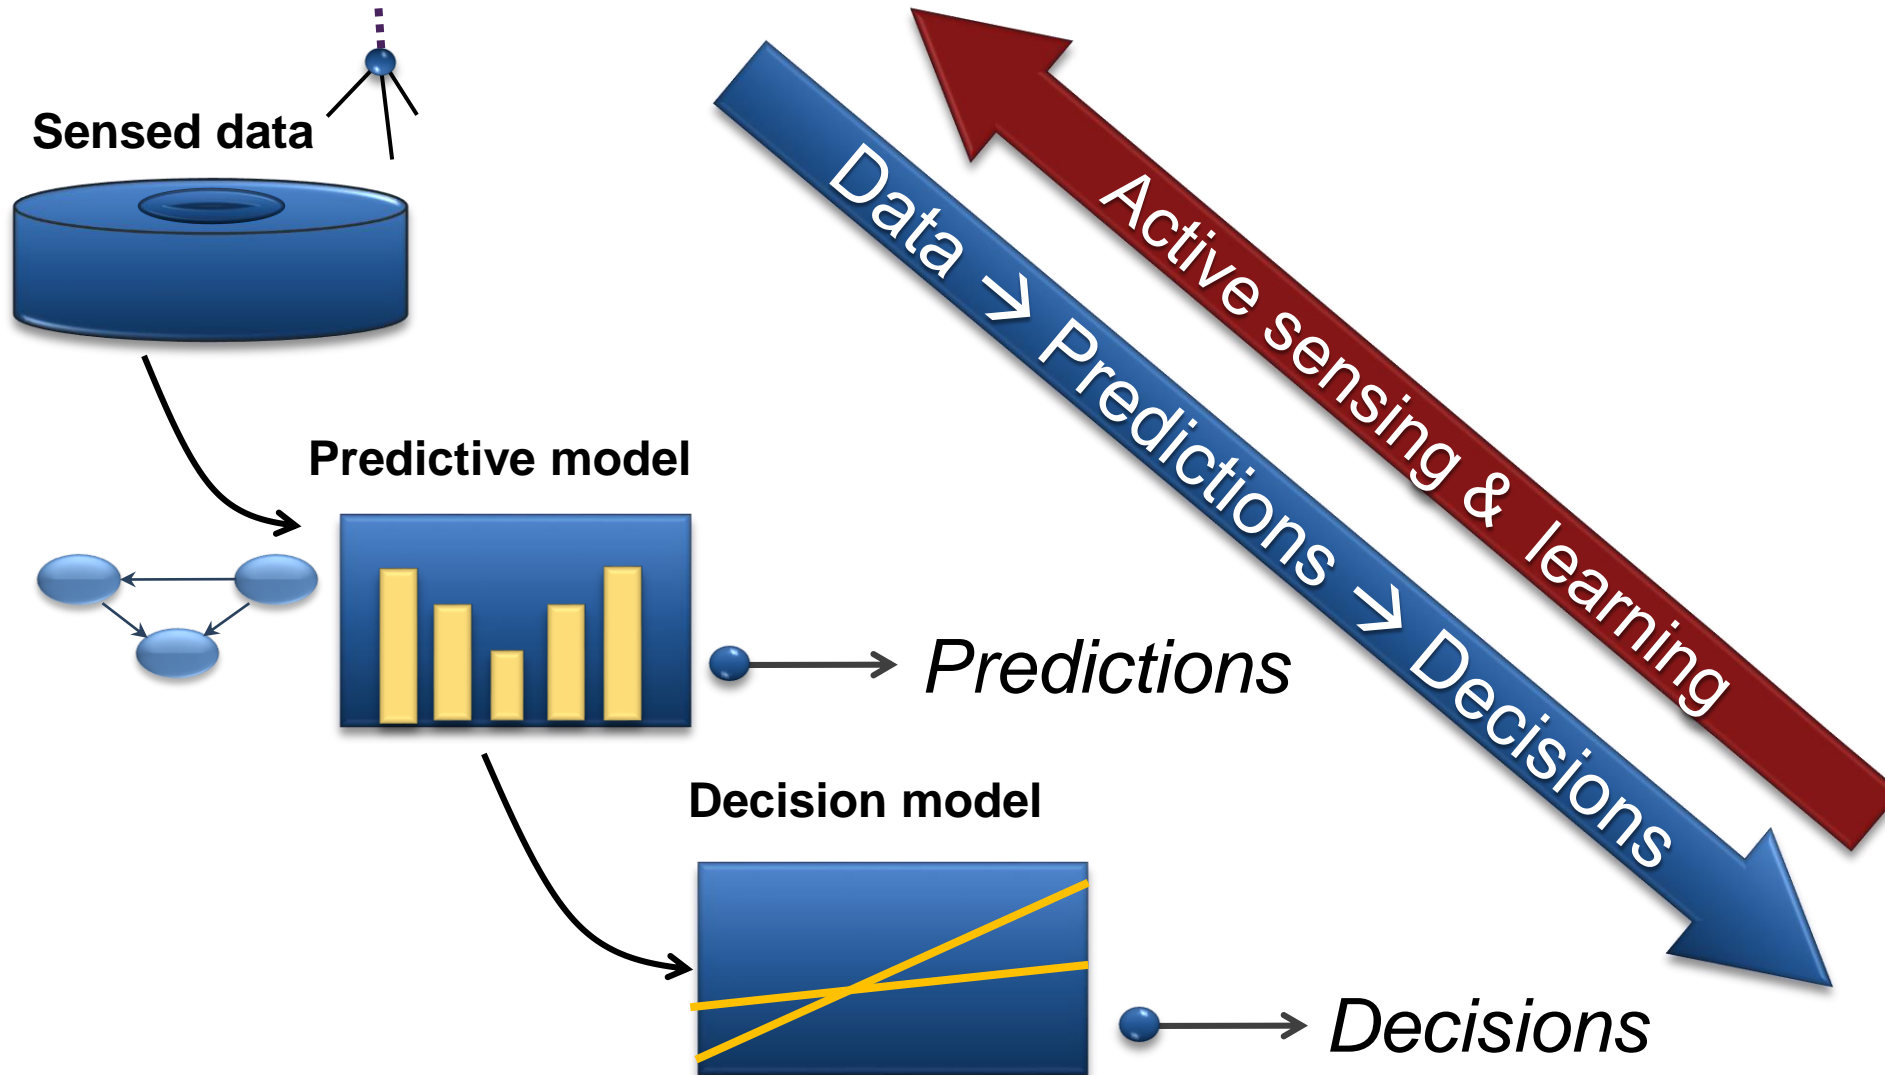 Sensed data
Data → Predictions → Decisions
Active sensing & learning
Predictive model
Predictions
Decision model
Decisions